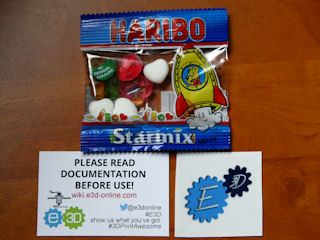 HARIBO
Starmix
PLEASE READ
DOCUMENTATION
BEFORE USE!
wiki.e3d-online.com
@e3donline
#E3D
show us what you've got:
#3DPrintAwesome
e3D
E3D